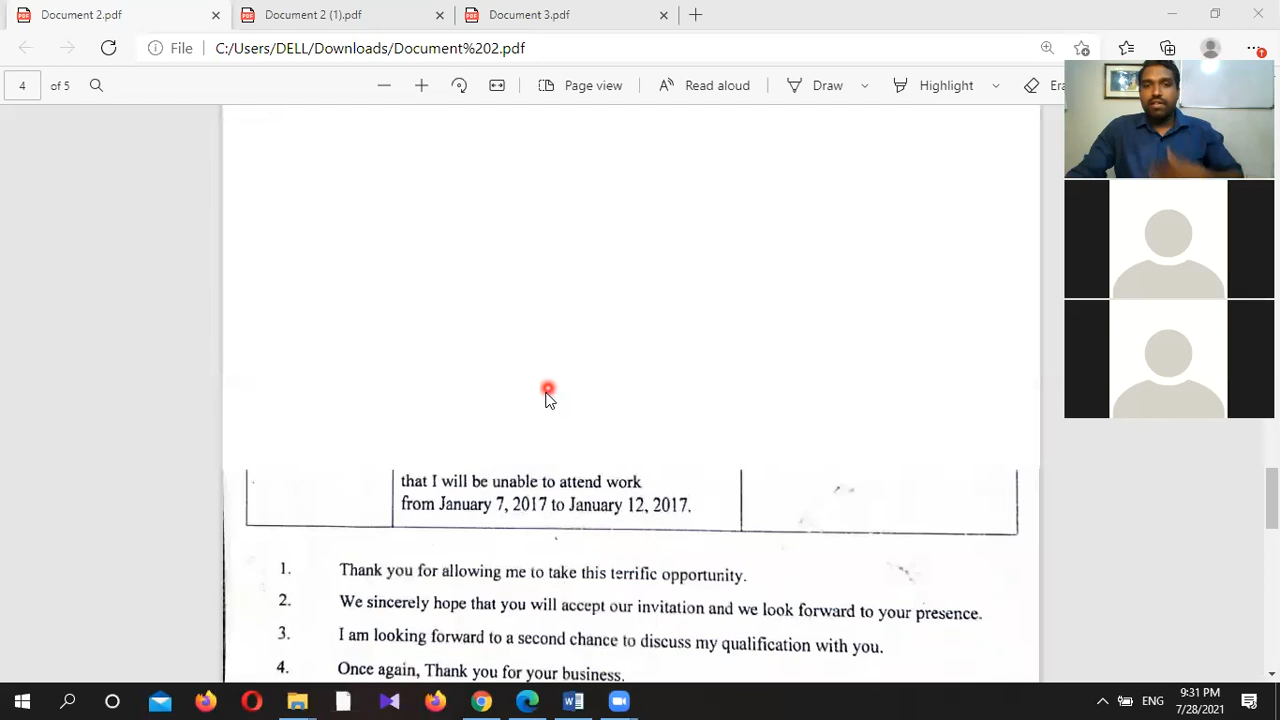 Document 2.pdf
Document 2 (1).pdf
Document 3.pdf
File
C:/Users/DELL/Downloads/Document%202.pdf
4 of 5
Page view
Read aloud
Draw
Highlight
Era
that I will be unable to attend work
from January 7, 2017 to January 12, 2017.
1. Thank you for allowing me to take this terrific opportunity.
2. We sincerely hope that you will accept our invitation and we look forward to your presence.
3. I am looking forward to a second chance to discuss my qualification with you.
4. Once again, Thank you for your business.
ENG
9:31 PM
7/28/2021